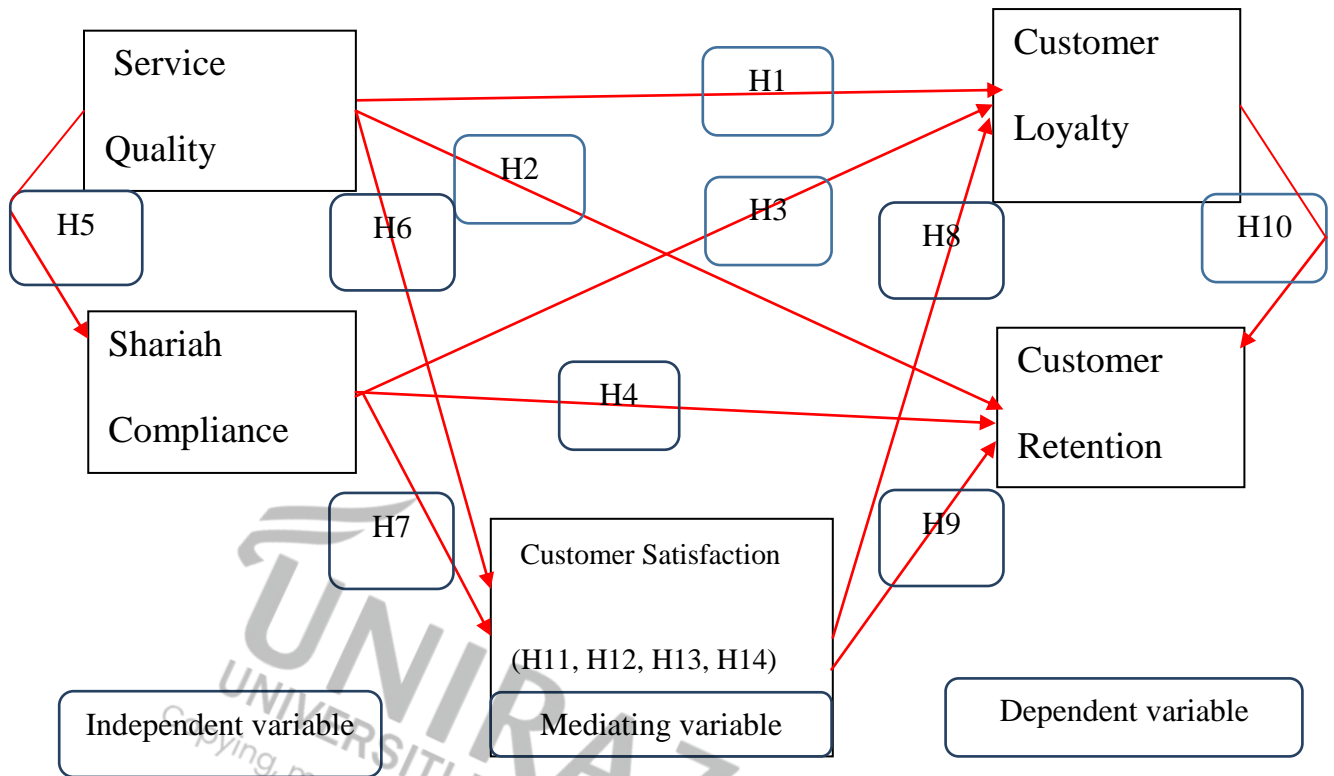 Service
Quality
H1
Customer
Loyalty
H2
H3
H5
H6
H8
H10
Shariah
Compliance
H4
Customer
Retention
H7
Customer Satisfaction
(H11, H12, H13, H14)
H9
Independent variable
Mediating variable
Dependent variable
UNIRAZ
UNIVERSITI
Copying,